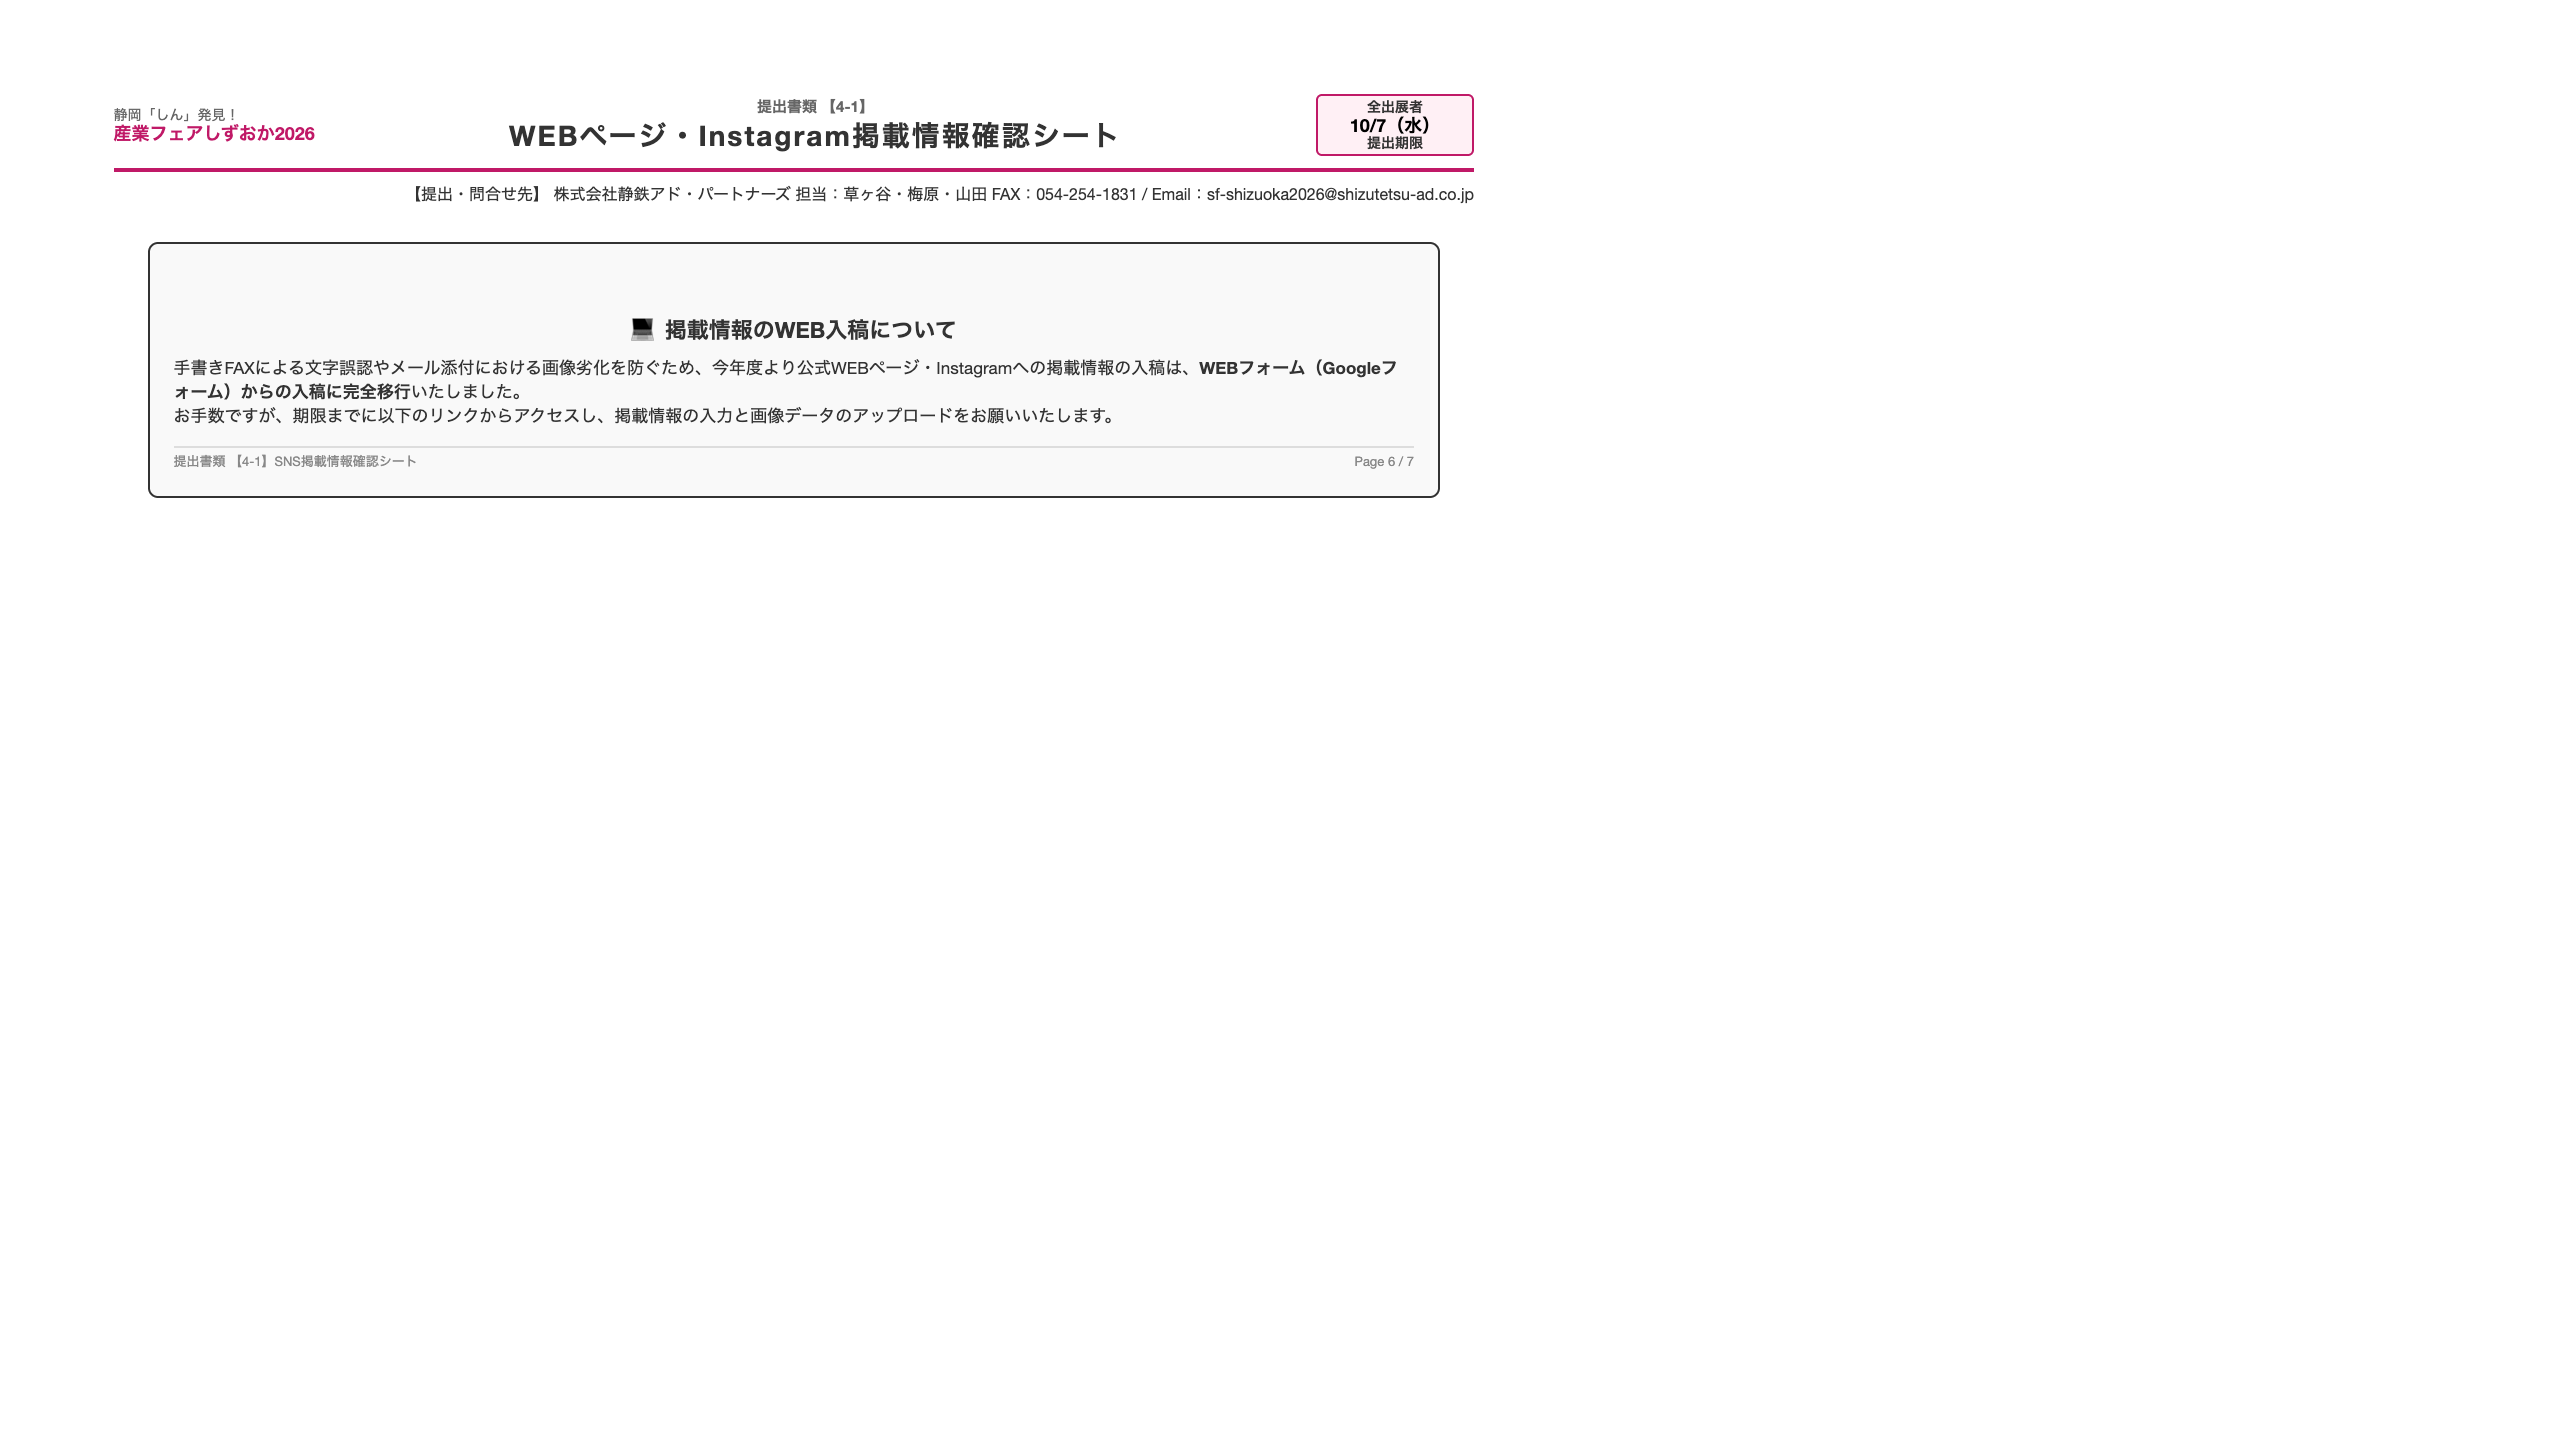 静岡「しん」発見！
産業フェアしずおか2026
提出書類 【4-1】
WEBページ・Instagram掲載情報確認シート
全出展者
10/7（水）
提出期限
【提出・問合せ先】 株式会社静鉄アド・パートナーズ 担当：草ヶ谷・梅原・山田 FAX：054-254-1831 / Email：sf-shizuoka2026@shizutetsu-ad.co.jp
掲載情報のWEB入稿について
手書きFAXによる文字誤認やメール添付における画像劣化を防ぐため、今年度より公式WEBページ・Instagramへの掲載情報の入稿は、WEBフォーム（Googleフ
ォーム）からの入稿に完全移行いたしました。
お手数ですが、期限までに以下のリンクからアクセスし、掲載情報の入力と画像データのアップロードをお願いいたします。
提出書類 【4-1】SNS掲載情報確認シート
Page 6 / 7